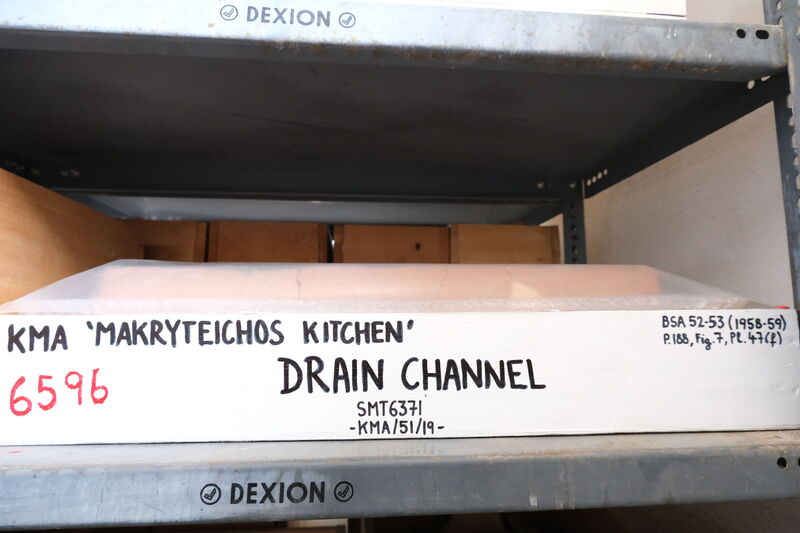 DEXION
KMA 'MAKRYTEICHOS KITCHEN'
BSA 52-53 (1958-59)
P.188, Fig.7, Pl.47(f)
6596
DRAIN CHANNEL
SMT6371
-KMA/51/19-
DEXION